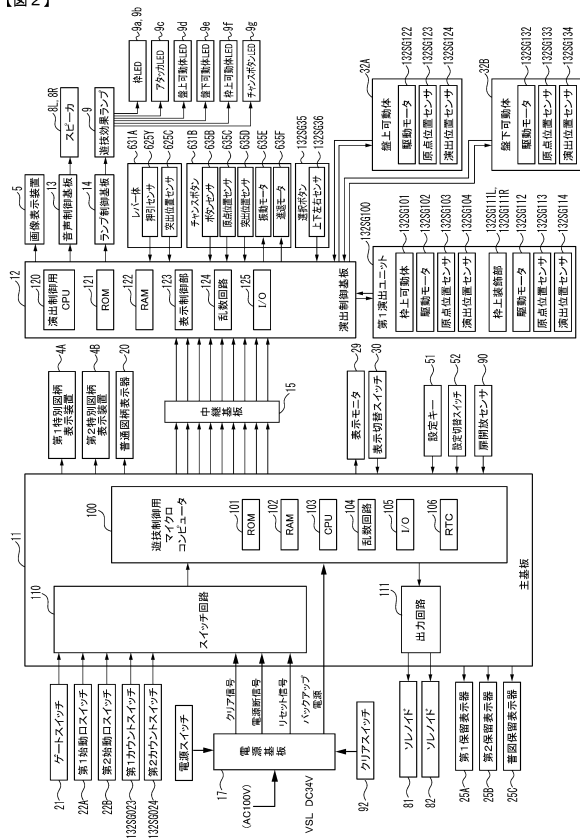 【図2】
ゲートスイッチ
21
第1始動口スイッチ
22A
第2始動口スイッチ
22B
第1カウントスイッチ
132SG023
第2カウントスイッチ
132SG024
電源スイッチ
(AC100V)
VSL DC34V
17
電源基板
クリアスイッチ
92
クリア信号
電源断信号
リセット信号
バックアップ電源
ソレノイド
81
ソレノイド
82
第1保留表示器
25A
第2保留表示器
25B
普図保留表示器
25C
11
主基板
110
スイッチ回路
111
出力回路
100
遊技制御用
マイクロ
コンピュータ
101
ROM
102
RAM
103
CPU
104
乱数回路
105
I/O
106
RTC
第1特別図柄
表示装置
4A
第2特別図柄
表示装置
4B
普通図柄表示器
20
中継基板
15
表示モニタ
29
表示切替スイッチ
30
設定キー
51
設定切替スイッチ
52
扉開放センサ
90
12
演出制御基板
120
演出制御用
CPU
121
ROM
122
RAM
123
表示制御部
124
乱数回路
125
I/O
画像表示装置
5
音声制御基板
13
スピーカ
8L, 8R
ランプ制御基板
14
遊技効果ランプ
9
枠LED
9a, 9b
アタッカLED
9c
盤上可動体LED
9d
盤下可動体LED
9e
枠上可動体LED
9f
チャンスボタンLED
9g
631A
レバー体
625Y
押引センサ
625C
突出位置センサ
631B
チャンスボタン
635B
ボタンセンサ
635C
原点位置センサ
635D
突出位置センサ
635E
振動モータ
635F
進退モータ
132SG635
選択ボタン
132SG636
上下左右センサ
132SG100
第1演出ユニット
132SG101
枠上可動体
132SG102
駆動モータ
132SG103
原点位置センサ
132SG104
演出位置センサ
132SG111L,
132SG111R
枠上装飾部
132SG112
駆動モータ
132SG113
原点位置センサ
132SG114
演出位置センサ
32A
盤上可動体
132SG122
駆動モータ
132SG123
原点位置センサ
132SG124
演出位置センサ
32B
盤下可動体
132SG132
駆動モータ
132SG133
原点位置センサ
132SG134
演出位置センサ